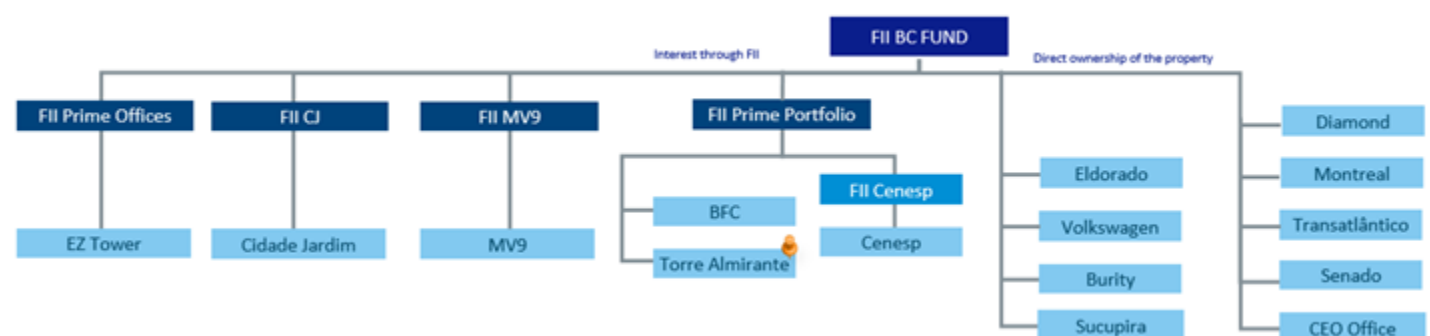 FII BC FUND
Interest through FII
Direct ownership of the property
FII Prime Offices
FII CJ
FII MV9
FII Prime Portfolio
Diamond
Eldorado
Montreal
FII Cenesp
BFC
Volkswagen
Transatlântico
EZ Tower
Cidade Jardim
MV9
Cenesp
Torre Almirante
Burity
Senado
Sucupira
CEO Office